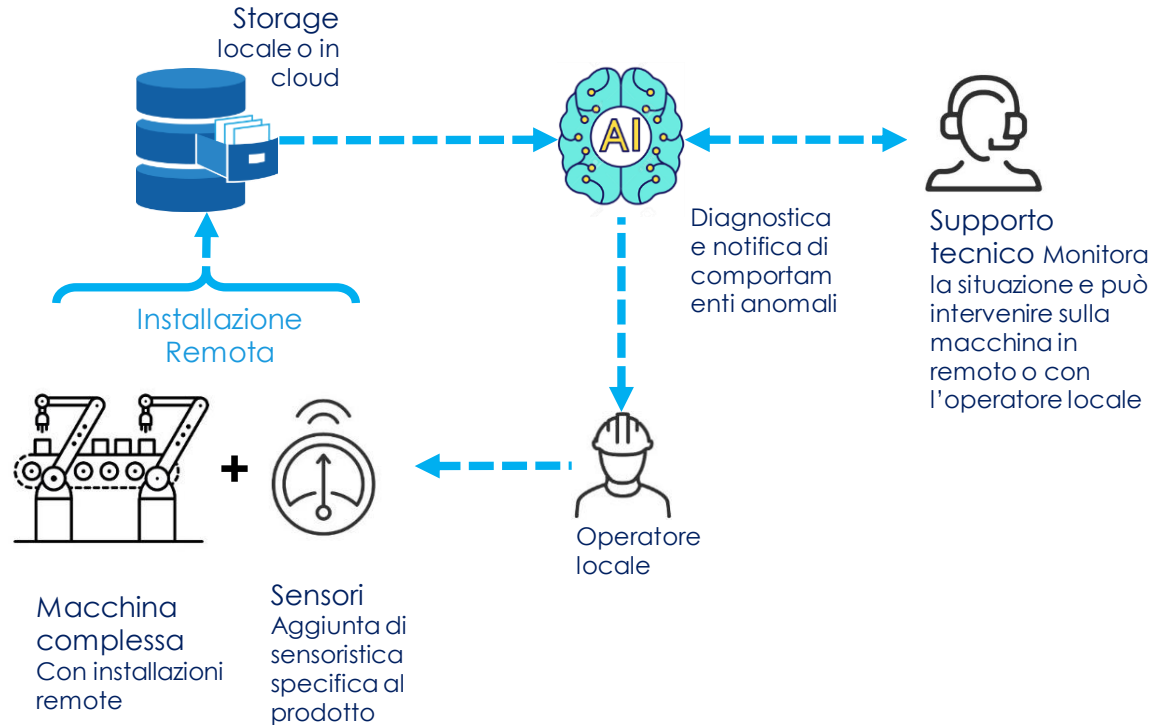 Storage
locale o in
cloud
AI
Diagnostica
e notifica di
comportam
enti anomali
Supporto
tecnico Monitora
la situazione e può
intervenire sulla
macchina in
remoto o con
l’operatore locale
Installazione
Remota
+
Operatore
locale
Macchina
complessa
Con installazioni
remote
Sensori
Aggiunta di
sensoristica
specifica al
prodotto